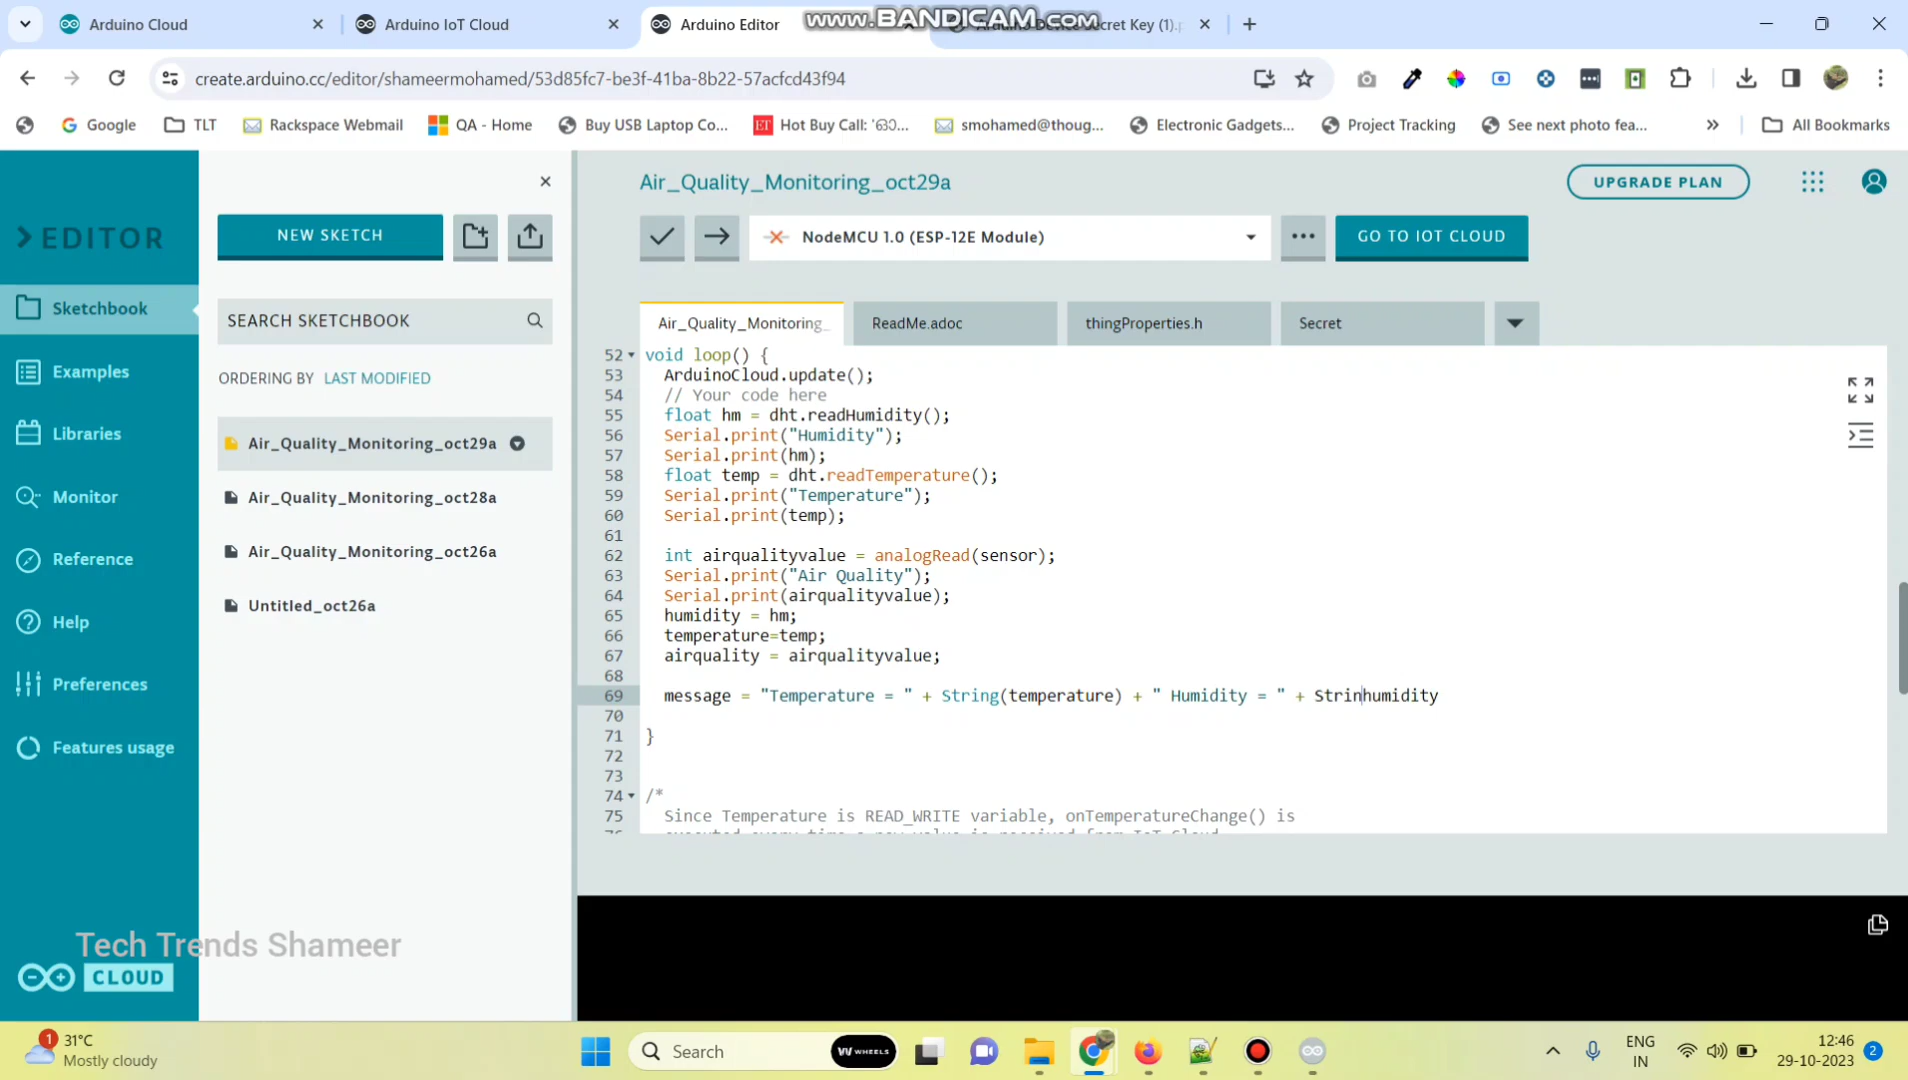 Arduino Cloud
Arduino IoT Cloud
Arduino Editor
www.BANDICAM.com
Secret Key (1).p
create.arduino.cc/editor/shameermohamed/53d85fc7-be3f-41ba-8b22-57acfcd43f94
Google
TLT
Rackspace Webmail
QA - Home
Buy USB Laptop Co...
ET
Hot Buy Call: 'ഓ...
smohamed@thoug...
Electronic Gadgets...
Project Tracking
See next photo fea...
»
All Bookmarks
EDITOR
Sketchbook
Examples
Libraries
Monitor
Reference
Help
Preferences
Features usage
Tech Trends Shameer
CLOUD
NEW SKETCH
SEARCH SKETCHBOOK
ORDERING BY LAST MODIFIED
Air_Quality_Monitoring_oct29a
Air_Quality_Monitoring_oct28a
Air_Quality_Monitoring_oct26a
Untitled_oct26a
Air_Quality_Monitoring_oct29a
UPGRADE PLAN
NodeMCU 1.0 (ESP-12E Module)
GO TO IOT CLOUD
Air_Quality_Monitoring_
ReadMe.adoc
thingProperties.h
Secret
52 void loop() {
53 ArduinoCloud.update();
54 // Your code here
55 float hm = dht.readHumidity();
56 Serial.print("Humidity");
57 Serial.print(hm);
58 float temp = dht.readTemperature();
59 Serial.print("Temperature");
60 Serial.print(temp);
61
62 int airqualityvalue = analogRead(sensor);
63 Serial.print("Air Quality");
64 Serial.print(airqualityvalue);
65 humidity = hm;
66 temperature=temp;
67 airquality = airqualityvalue;
68
69 message = "Temperature = " + String(temperature) + " Humidity = " + Strinhumidity
70
71 }
72
73
74 /*
75 Since Temperature is READ_WRITE variable, onTemperatureChange() is
1
31°C
Mostly cloudy
Search
WHEELS
ENG
IN
12:46
29-10-2023
2